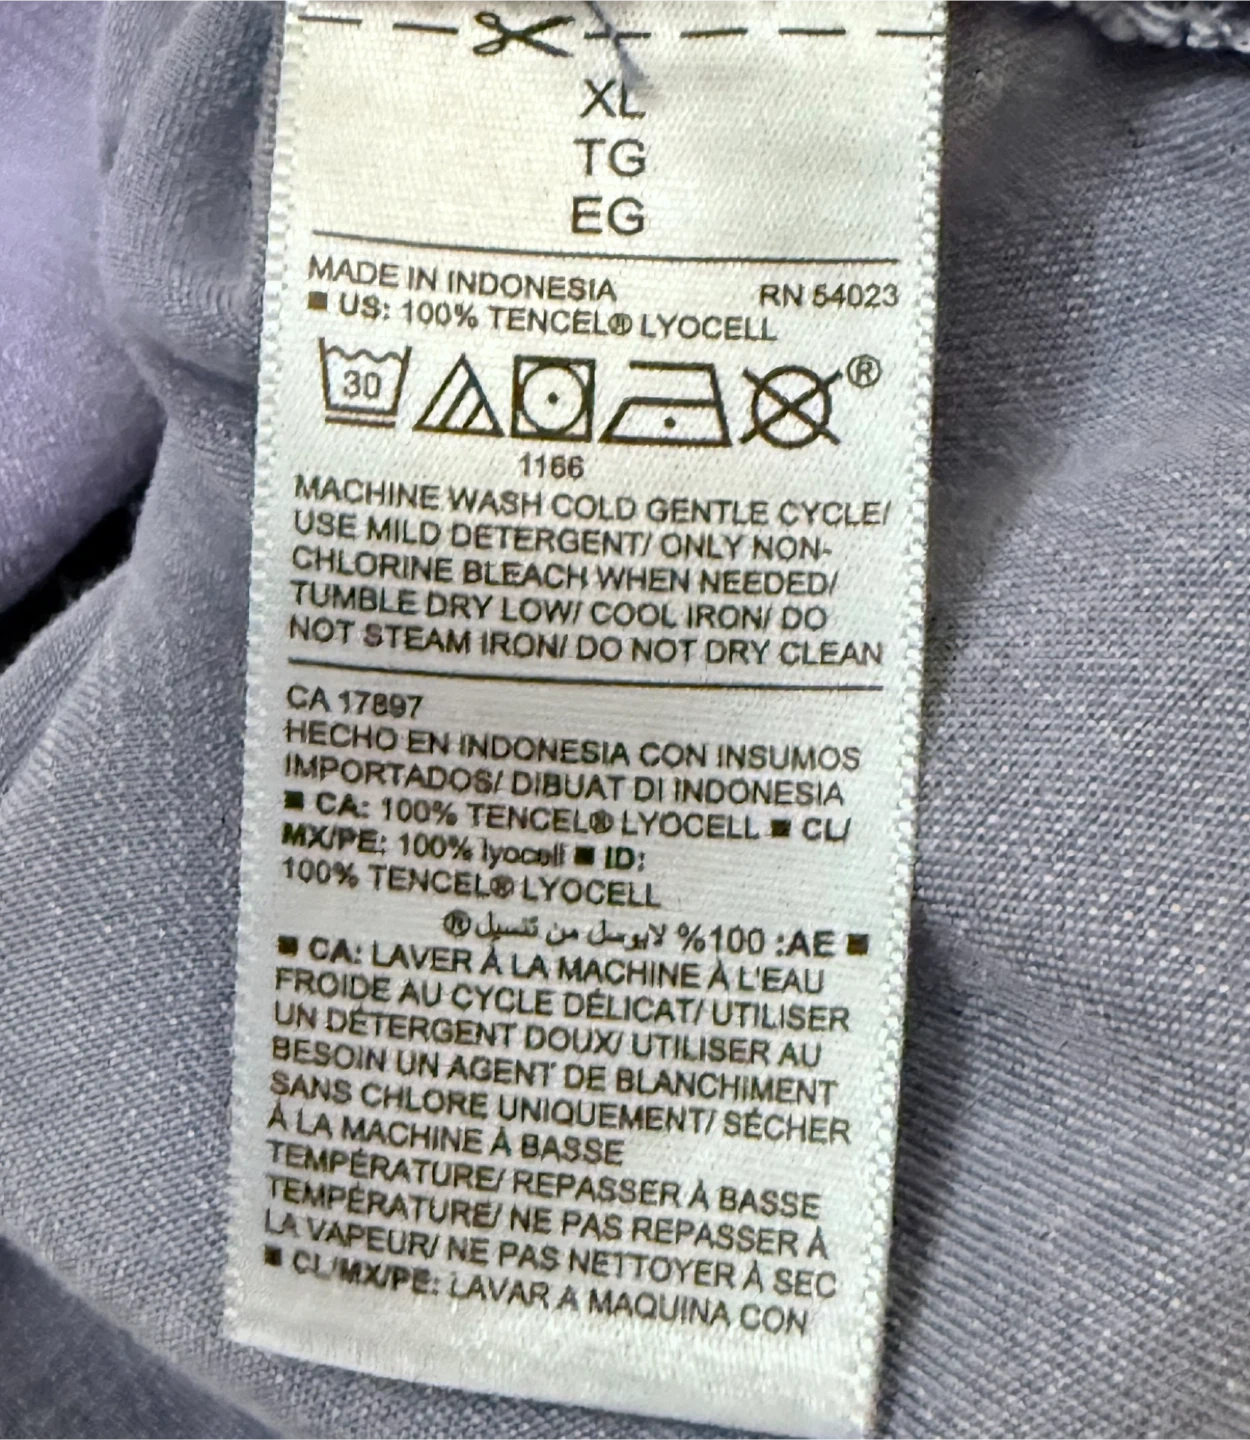 XL
TG
EG
MADE IN INDONESIA RN 54023
■ US: 100% TENCEL® LYOCELL
30
®
1166
MACHINE WASH COLD GENTLE CYCLE/
USE MILD DETERGENT/ ONLY NON-
CHLORINE BLEACH WHEN NEEDED/
TUMBLE DRY LOW/ COOL IRON/ DO
NOT STEAM IRON/ DO NOT DRY CLEAN
CA 17897
HECHO EN INDONESIA CON INSUMOS
IMPORTADOS/ DIBUAT DI INDONESIA
■ CA: 100% TENCEL® LYOCELL ■ CL/
MX/PE: 100% lyocell ■ ID:
100% TENCEL® LYOCELL
■ AE: 100% لايوسل من تنسيل®
■ CA: LAVER À LA MACHINE À L'EAU
FROIDE AU CYCLE DÉLICAT/ UTILISER
UN DÉTERGENT DOUX/ UTILISER AU
BESOIN UN AGENT DE BLANCHIMENT
SANS CHLORE UNIQUEMENT/ SÉCHER
À LA MACHINE À BASSE
TEMPÉRATURE/ REPASSER À BASSE
TEMPÉRATURE/ NE PAS REPASSER À
LA VAPEUR/ NE PAS NETTOYER À SEC
■ CL/MX/PE: LAVAR A MAQUINA CON